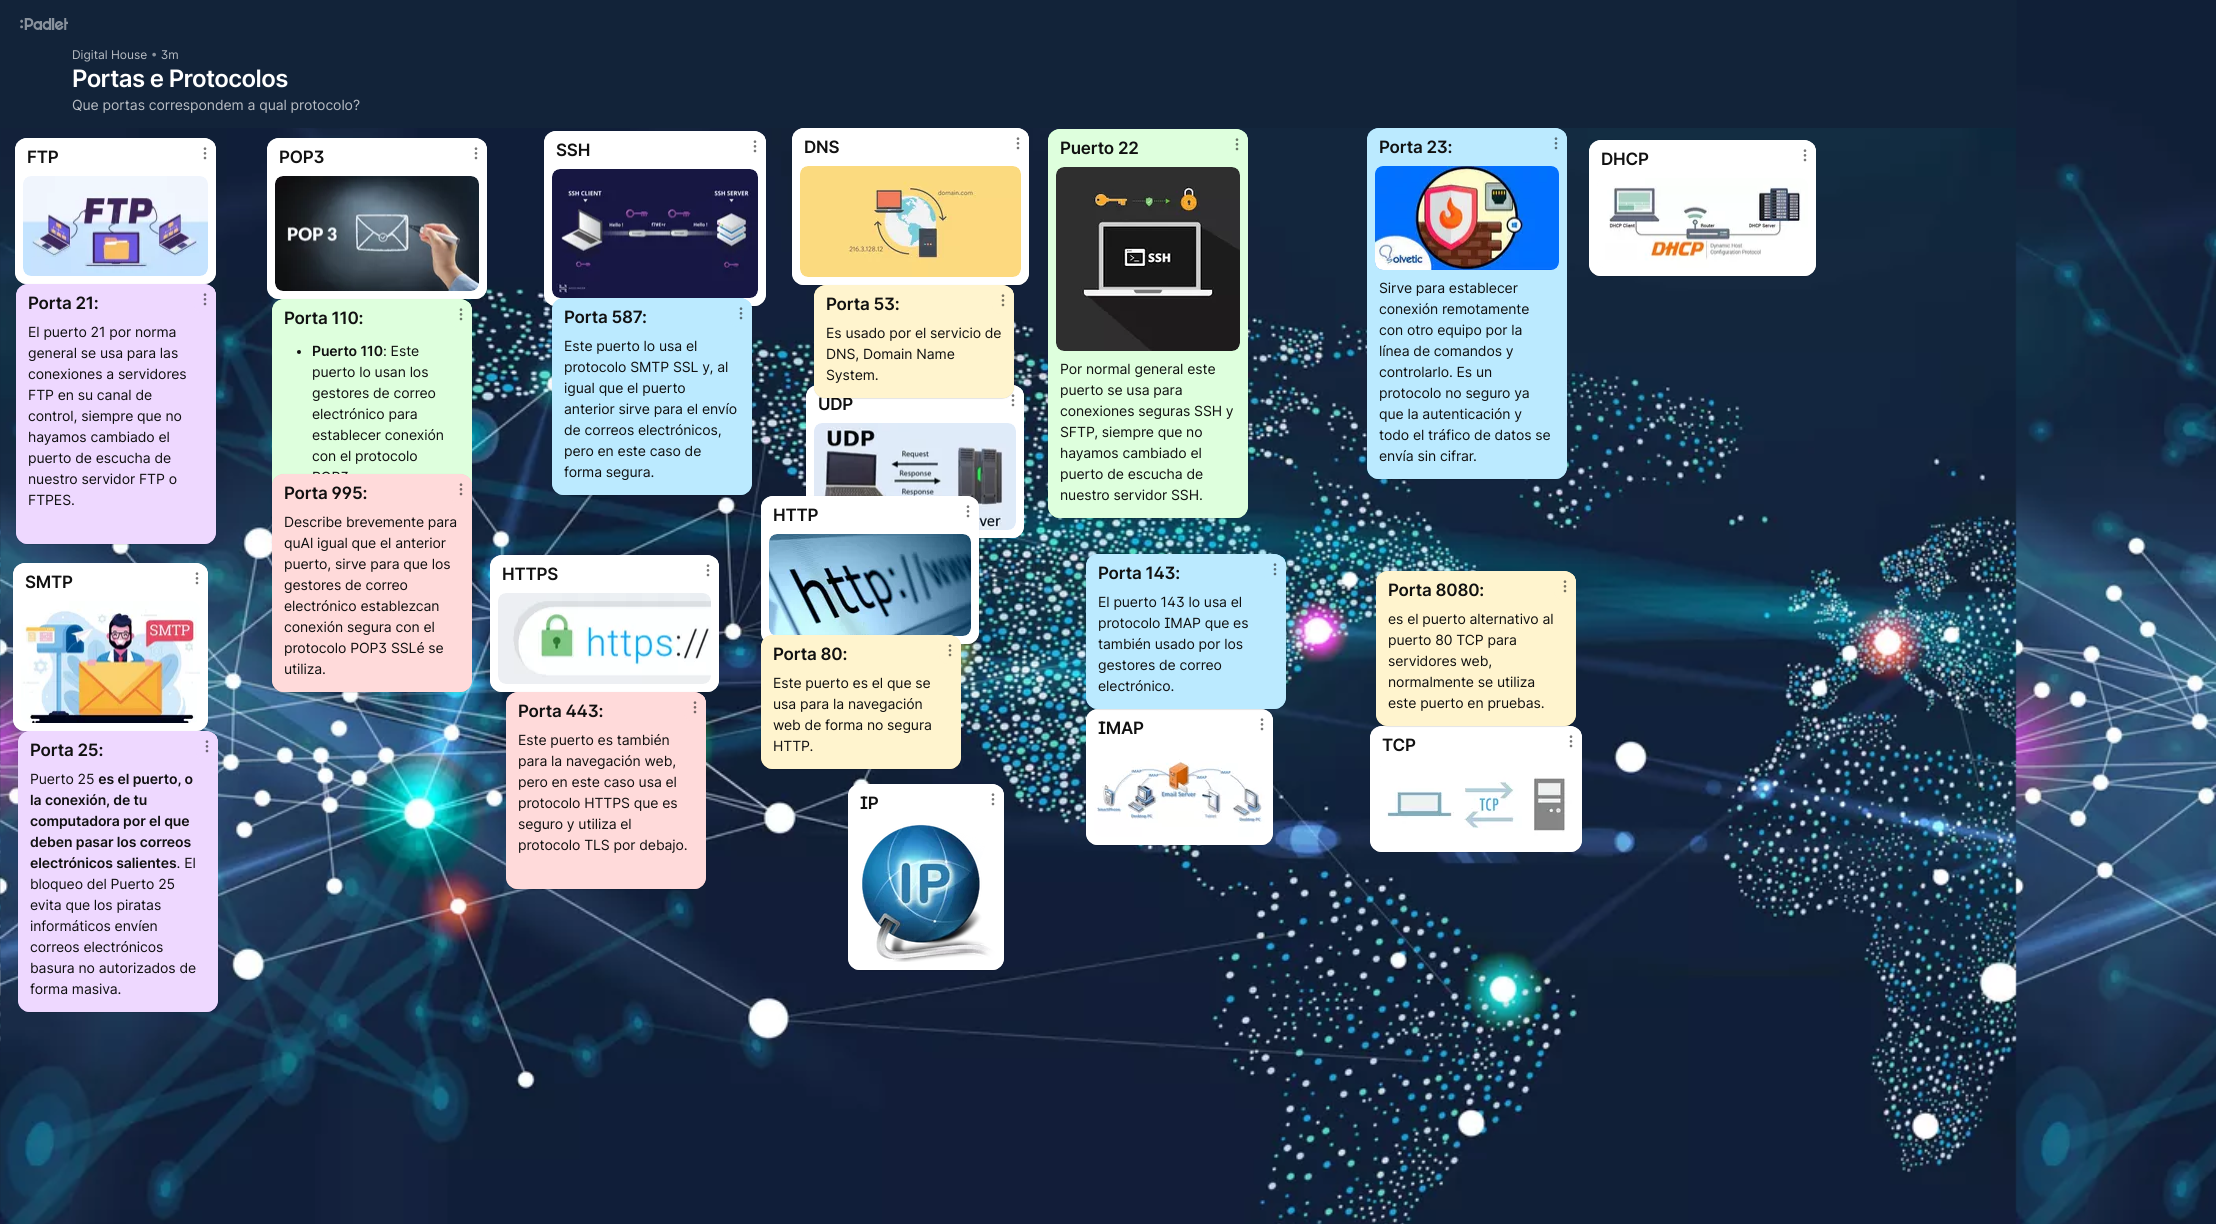 :Padlet
Digital House • 3m
Portas e Protocolos
Que portas correspondem a qual protocolo?
FTP
FTP
Porta 21:
El puerto 21 por norma
general se usa para las
conexiones a servidores
FTP en su canal de
control, siempre que no
hayamos cambiado el
puerto de escucha de
nuestro servidor FTP o
FTPES.
SMTP
SMTP
Porta 25:
Puerto 25 es el puerto, o
la conexión, de tu
computadora por el que
deben pasar los correos
electrónicos salientes. El
bloqueo del Puerto 25
evita que los piratas
informáticos envíen
correos electrónicos
basura no autorizados de
forma masiva.
POP3
POP 3
Porta 110:
• Puerto 110: Este
puerto lo usan los
gestores de correo
electrónico para
establecer conexión
con el protocolo
Porta 995:
Describe brevemente para
quAl igual que el anterior
puerto, sirve para que los
gestores de correo
electrónico establezcan
conexión segura con el
protocolo POP3 SSLé se
utiliza.
SSH
SSH CLIENT
SSH SERVER
Hello !
Hello !
Porta 587:
Este puerto lo usa el
protocolo SMTP SSL y, al
igual que el puerto
anterior sirve para el envío
de correos electrónicos,
pero en este caso de
forma segura.
HTTPS
https://
Porta 443:
Este puerto es también
para la navegación web,
pero en este caso usa el
protocolo HTTPS que es
seguro y utiliza el
protocolo TLS por debajo.
DNS
domain.com
216.3.128.12
Porta 53:
Es usado por el servicio de
DNS, Domain Name
System.
UDP
UDP
Request
Response
Response
ver
HTTP
http://www
Porta 80:
Este puerto es el que se
usa para la navegación
web de forma no segura
HTTP.
IP
IP
Puerto 22
SSH
Por normal general este
puerto se usa para
conexiones seguras SSH y
SFTP, siempre que no
hayamos cambiado el
puerto de escucha de
nuestro servidor SSH.
Porta 143:
El puerto 143 lo usa el
protocolo IMAP que es
también usado por los
gestores de correo
electrónico.
IMAP
Email Server
Desktop PC
Desktop PC
Porta 23:
Solvetic
Sirve para establecer
conexión remotamente
con otro equipo por la
línea de comandos y
controlarlo. Es un
protocolo no seguro ya
que la autenticación y
todo el tráfico de datos se
envía sin cifrar.
Porta 8080:
es el puerto alternativo al
puerto 80 TCP para
servidores web,
normalmente se utiliza
este puerto en pruebas.
TCP
TCP
DHCP
DHCP Client
Router
DHCP Server
DHCP
Dynamic Host
Configuration Protocol